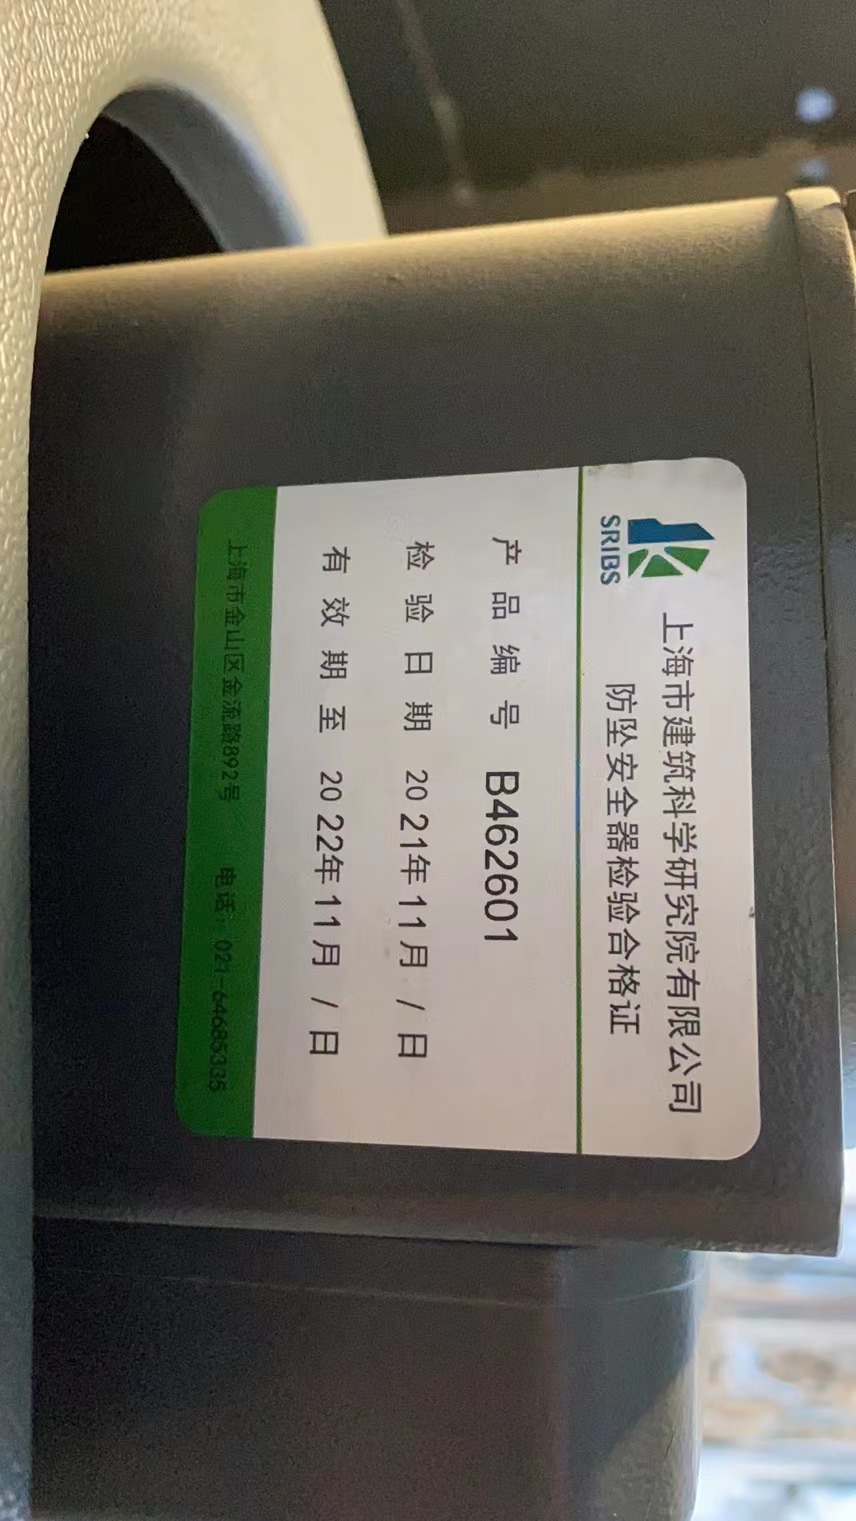 SRIBS
上海市建筑科学研究院有限公司
防坠安全器检验合格证
产品编号 B462601
检验日期 2021年11月 / 日
有效期至 2022年11月 / 日
上海市金山区金流路892号 电话：021-64685335